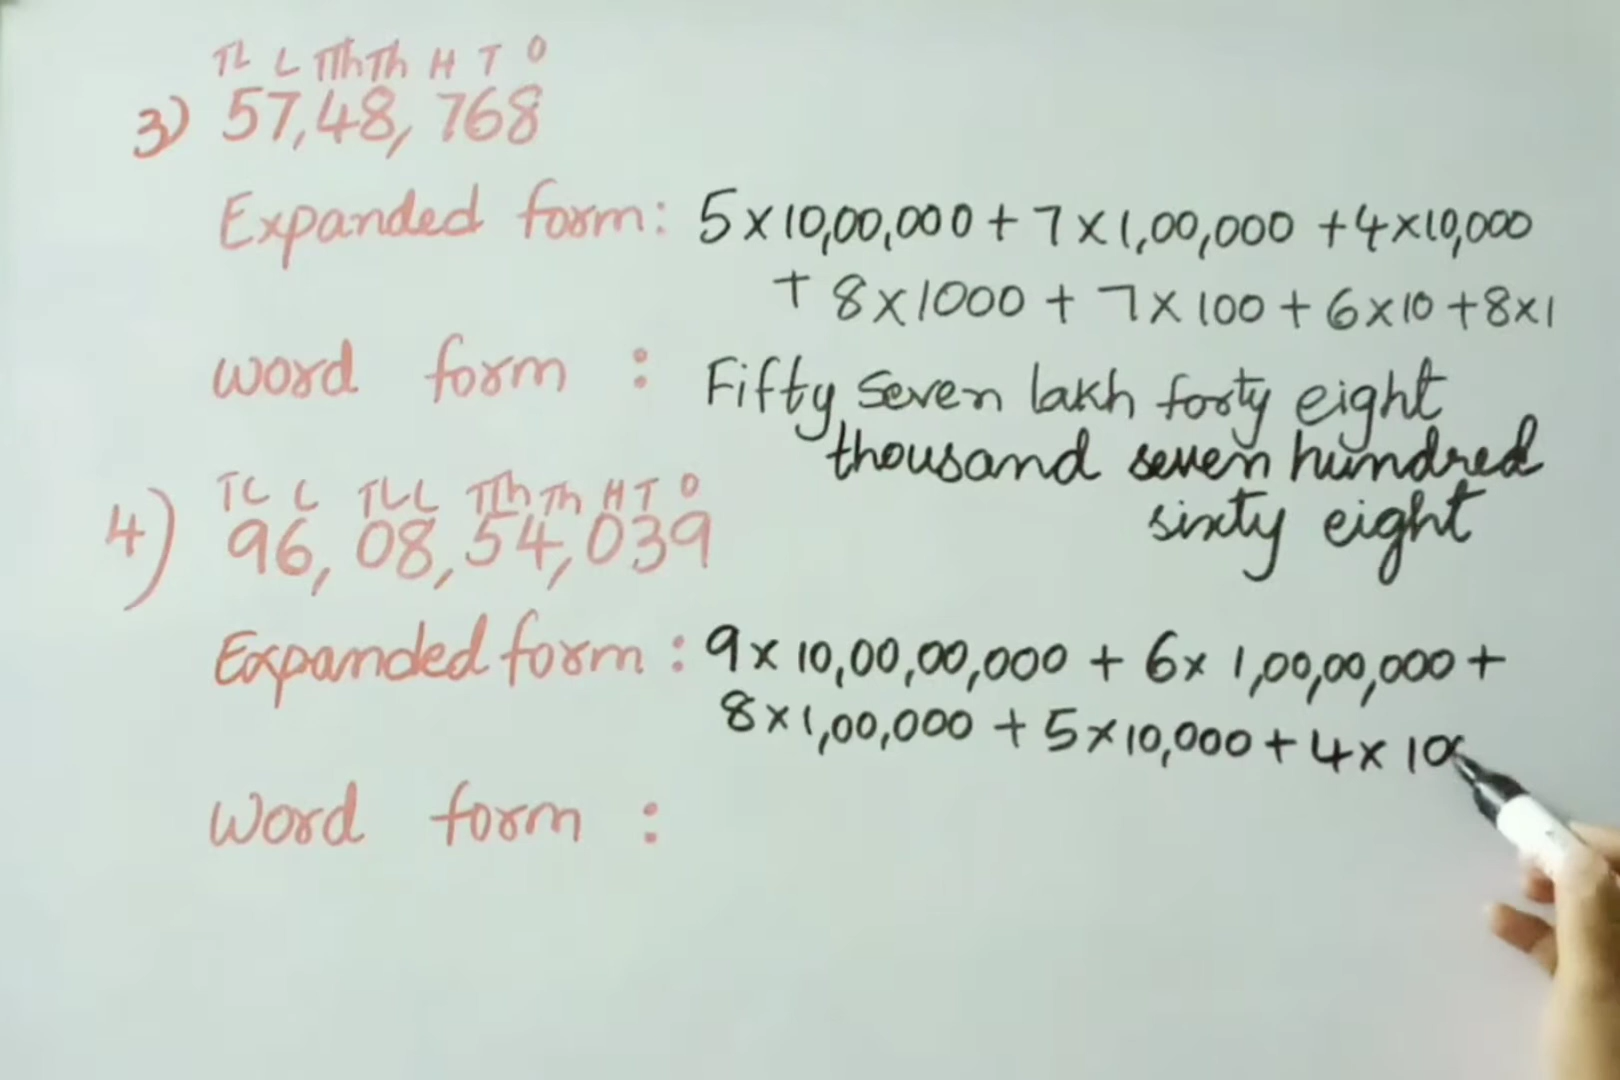 TL L TTh Th H T O
3) 57,48, 768
Expanded form: 5×10,00,000 + 7×1,00,000 + 4×10,000
+ 8×1000 + 7×100 + 6×10 + 8×1
word form : Fifty seven lakh forty eight
thousand seven hundred
sixty eight
TC C TL L TTh Th H T O
4) 96, 08, 54, 039
Expanded form : 9× 10,00,00,000 + 6× 1,00,00,000 +
8×1,00,000 + 5×10,000 + 4× 100
Word form :